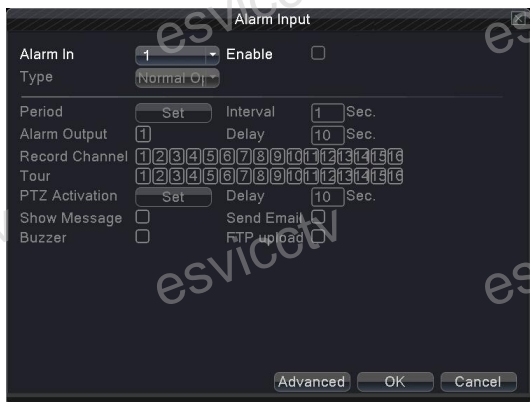 Alarm Input
Alarm In 1 Enable
Type Normal
Period Set Interval 1 Sec.
Alarm Output 1 Delay 10 Sec.
Record Channel 1 2 3 4 5 6 7 8 9 10 11 12 13 14 15 16
Tour 1 2 3 4 5 6 7 8 9 10 11 12 13 14 15 16
PTZ Activation Set Delay 10 Sec.
Show Message Send Email
Buzzer FTP upload
Advanced OK Cancel
esvicctv
esvicctv